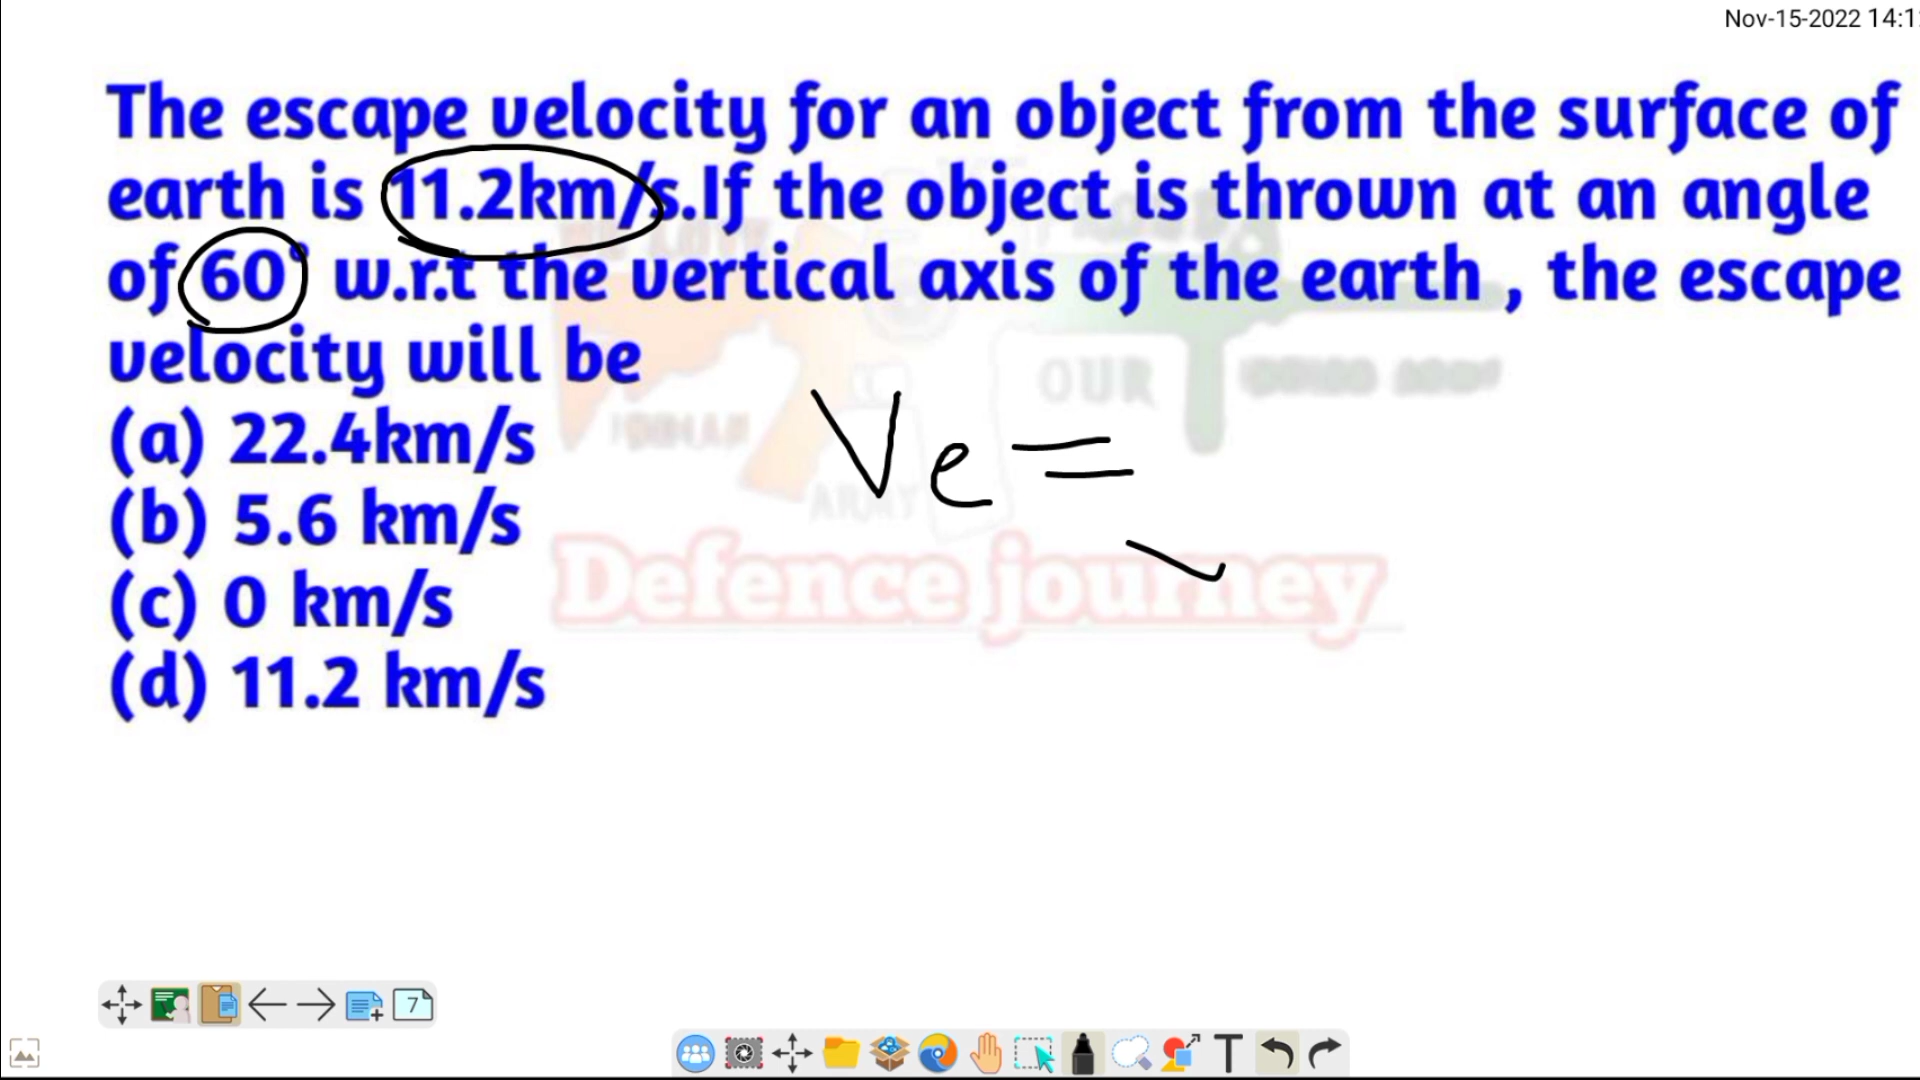 Nov-15-2022 14:1
The escape velocity for an object from the surface of
earth is 11.2km/s.If the object is thrown at an angle
of 60° w.r.t the vertical axis of the earth , the escape
velocity will be
(a) 22.4km/s
(b) 5.6 km/s
(c) 0 km/s
(d) 11.2 km/s
Ve =
OUR
INDIAN
ARMY
Defence journey
7
T